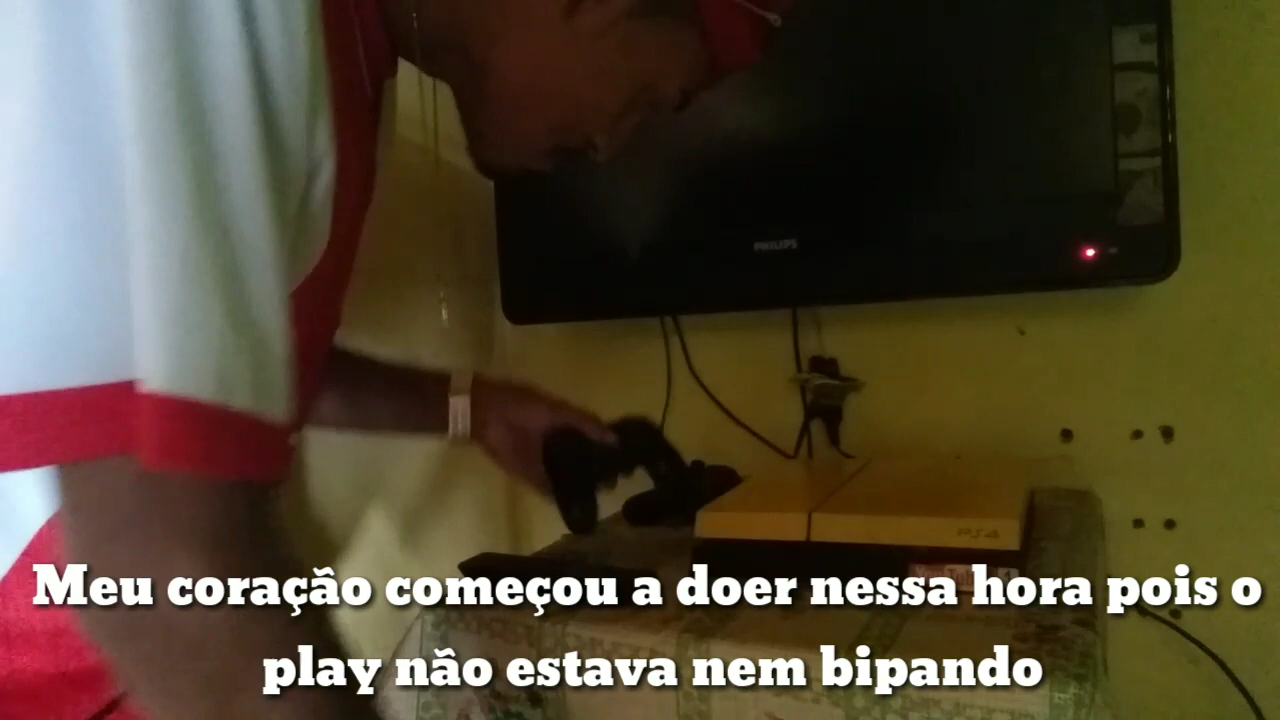 PHILIPS
PS4
Meu coração começou a doer nessa hora pois o
play não estava nem bipando